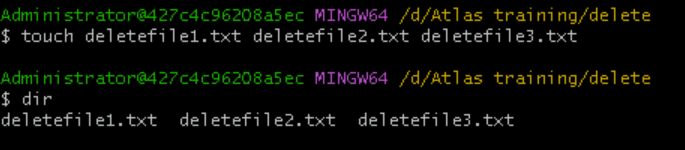 Administrator@427c4c96208a5ec MINGW64 /d/Atlas training/delete
$ touch deletefile1.txt deletefile2.txt deletefile3.txt
Administrator@427c4c96208a5ec MINGW64 /d/Atlas training/delete
$ dir
deletefile1.txt  deletefile2.txt  deletefile3.txt